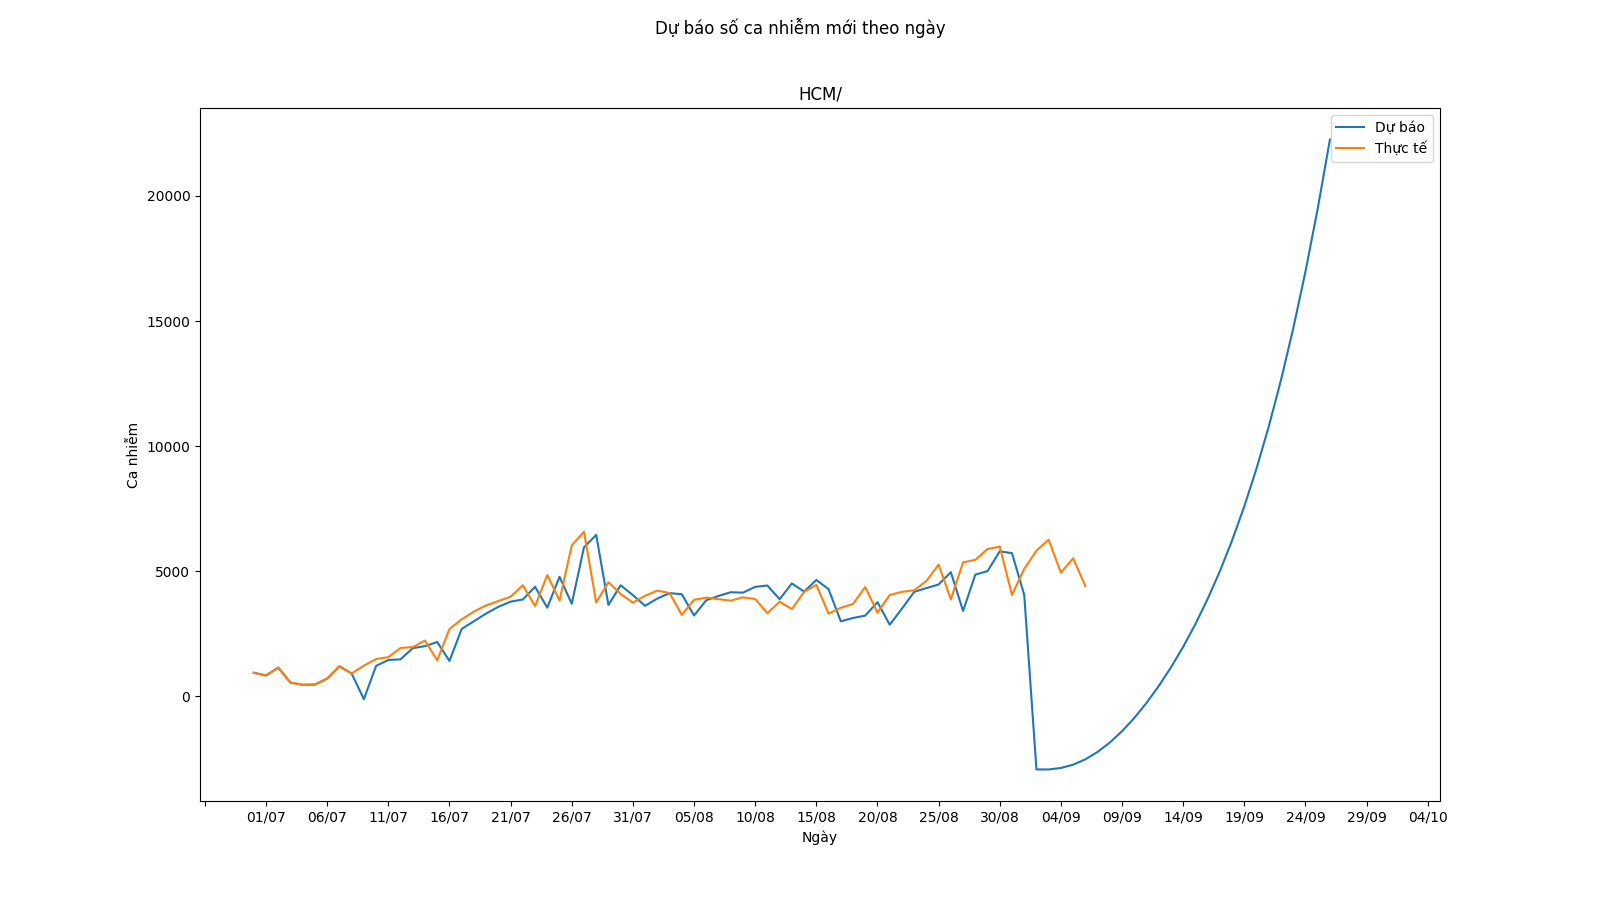 Dự báo số ca nhiễm mới theo ngày
HCM/
Dự báo
Thực tế
20000
15000
10000
5000
0
Ca nhiễm
01/07 06/07 11/07 16/07 21/07 26/07 31/07 05/08 10/08 15/08 20/08 25/08 30/08 04/09 09/09 14/09 19/09 24/09 29/09 04/10
Ngày